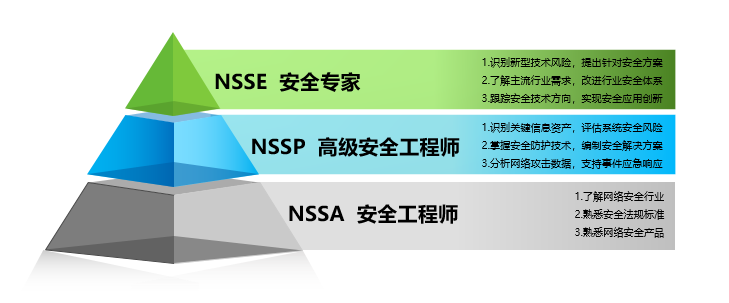 NSSE 安全专家
1.识别新型技术风险，提出针对安全方案
2.了解主流行业需求，改进行业安全体系
3.跟踪安全技术方向，实现安全应用创新
NSSP 高级安全工程师
1.识别关键信息资产，评估系统安全风险
2.掌握安全防护技术，编制安全解决方案
3.分析网络攻击数据，支持事件应急响应
NSSA 安全工程师
1.了解网络安全行业
2.熟悉安全法规标准
3.熟悉网络安全产品